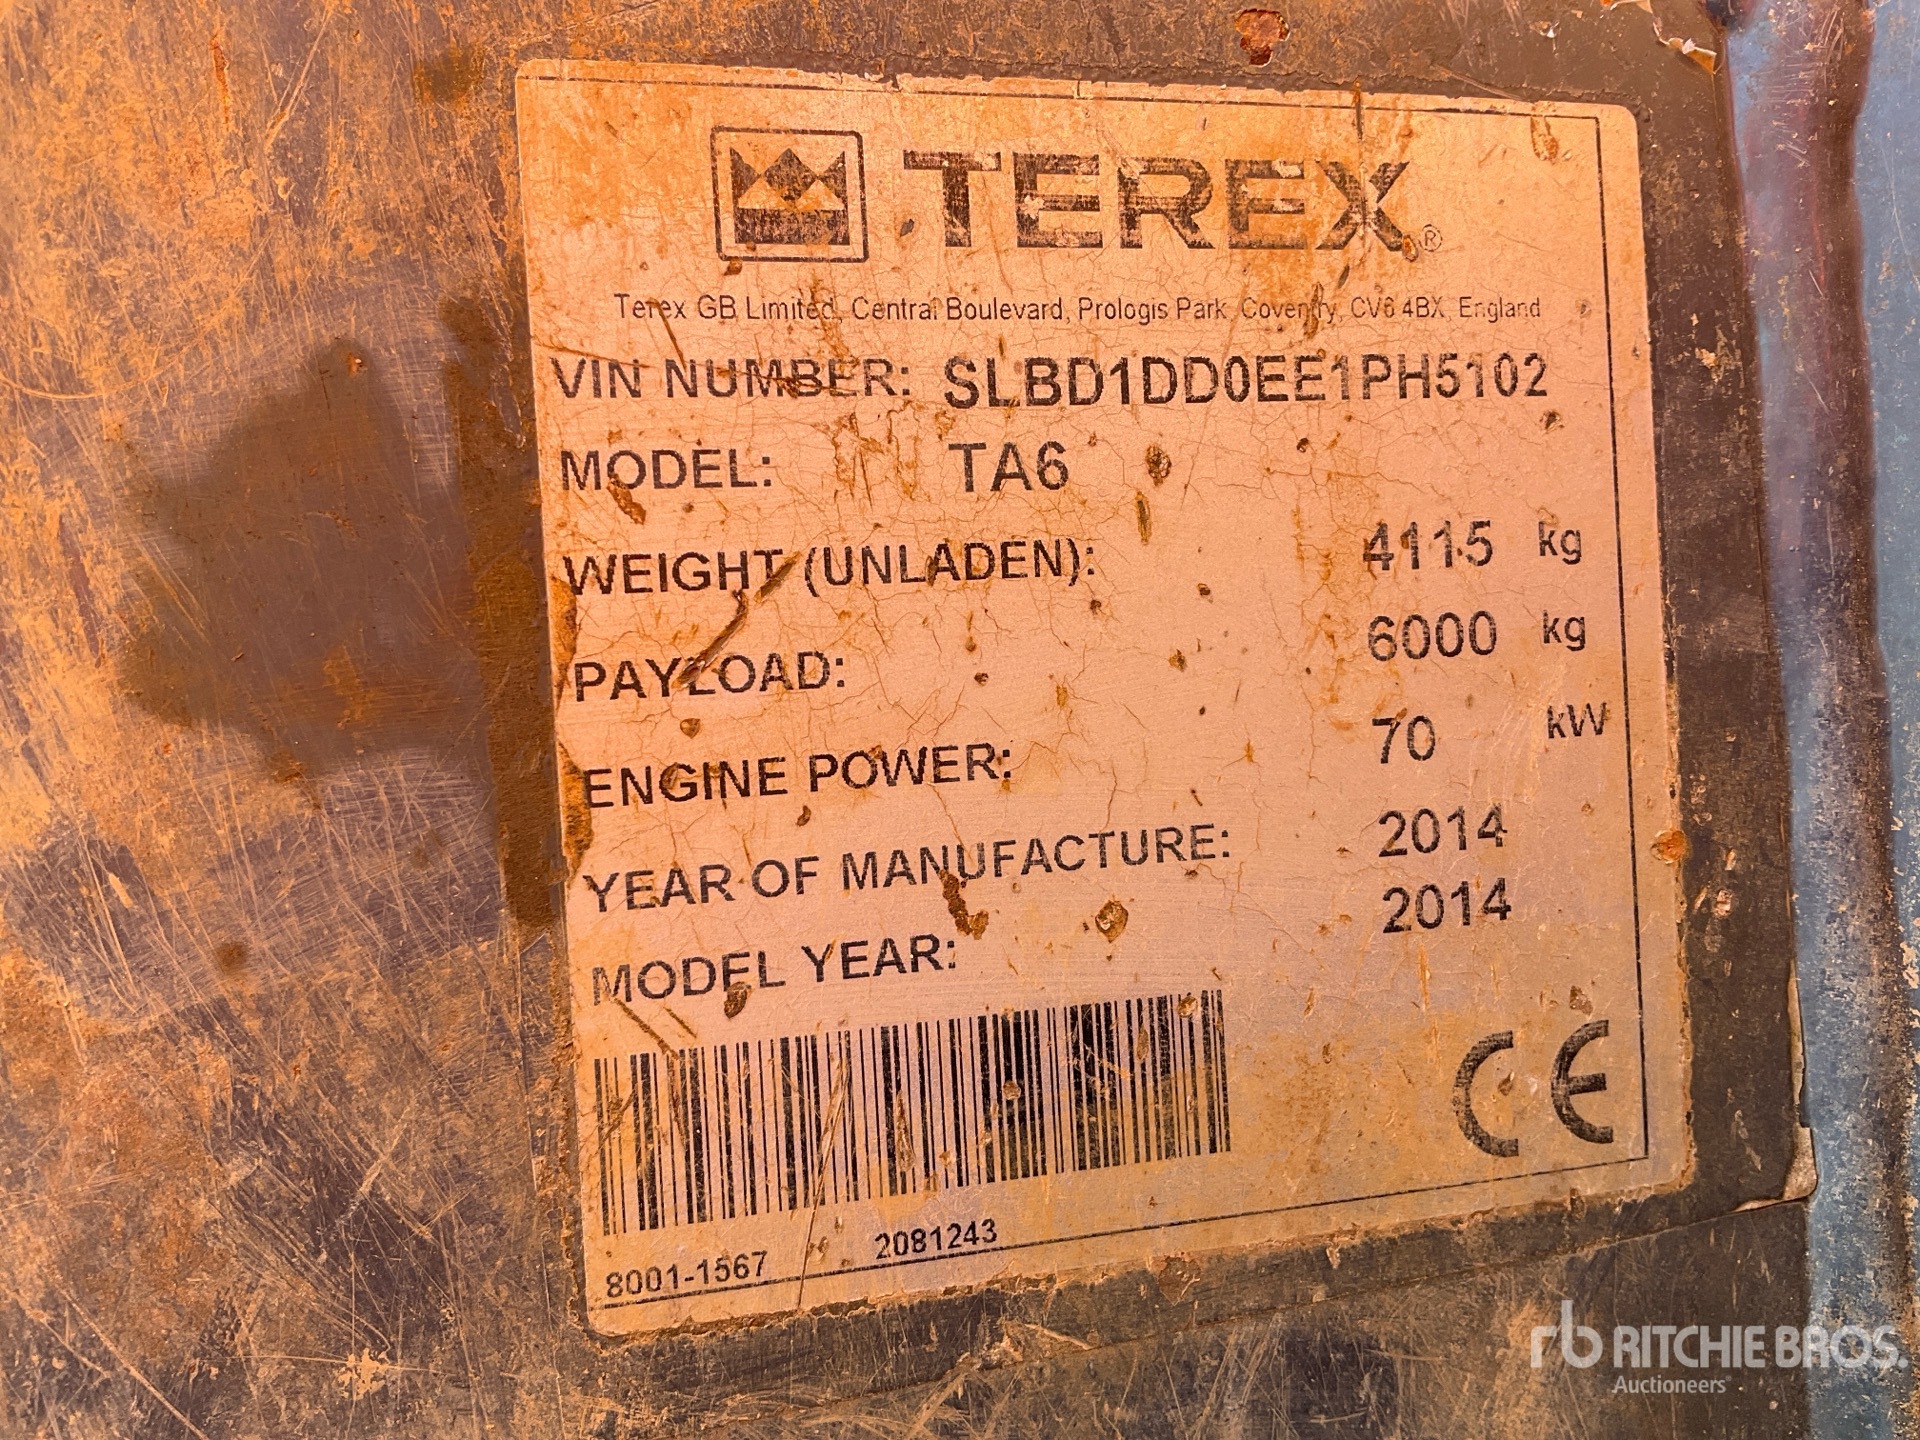 TEREX®
Terex GB Limited, Central Boulevard, Prologis Park, Coventry, CV6 4BX, England
VIN NUMBER: SLBD1DD0EE1PH5102
MODEL: TA6
WEIGHT (UNLADEN): 4115 kg
PAYLOAD: 6000 kg
ENGINE POWER: 70 kW
YEAR OF MANUFACTURE: 2014
MODEL YEAR: 2014
CE
8001-1567 2081243
rb RITCHIE BROS.
Auctioneers